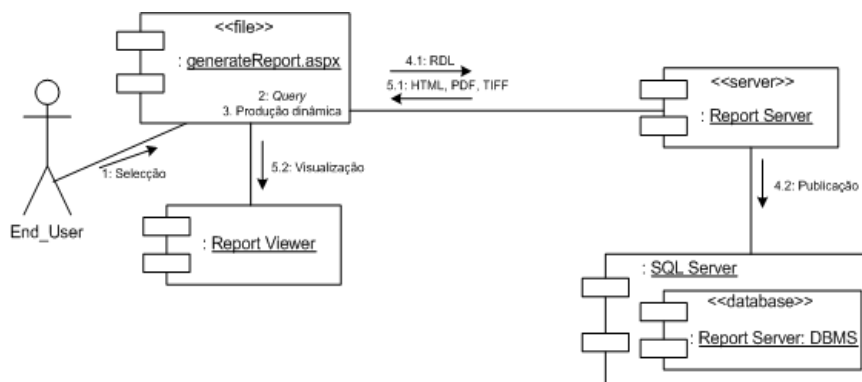 <<file>>
: generateReport.aspx
2: Query
3. Produção dinámica
4.1: RDL
5.1: HTML, PDF, TIFF
<<server>>
: Report Server
1: Selecção
5.2: Visualização
4.2: Publicação
End_User
: Report Viewer
: SQL Server
<<database>>
: Report Server: DBMS